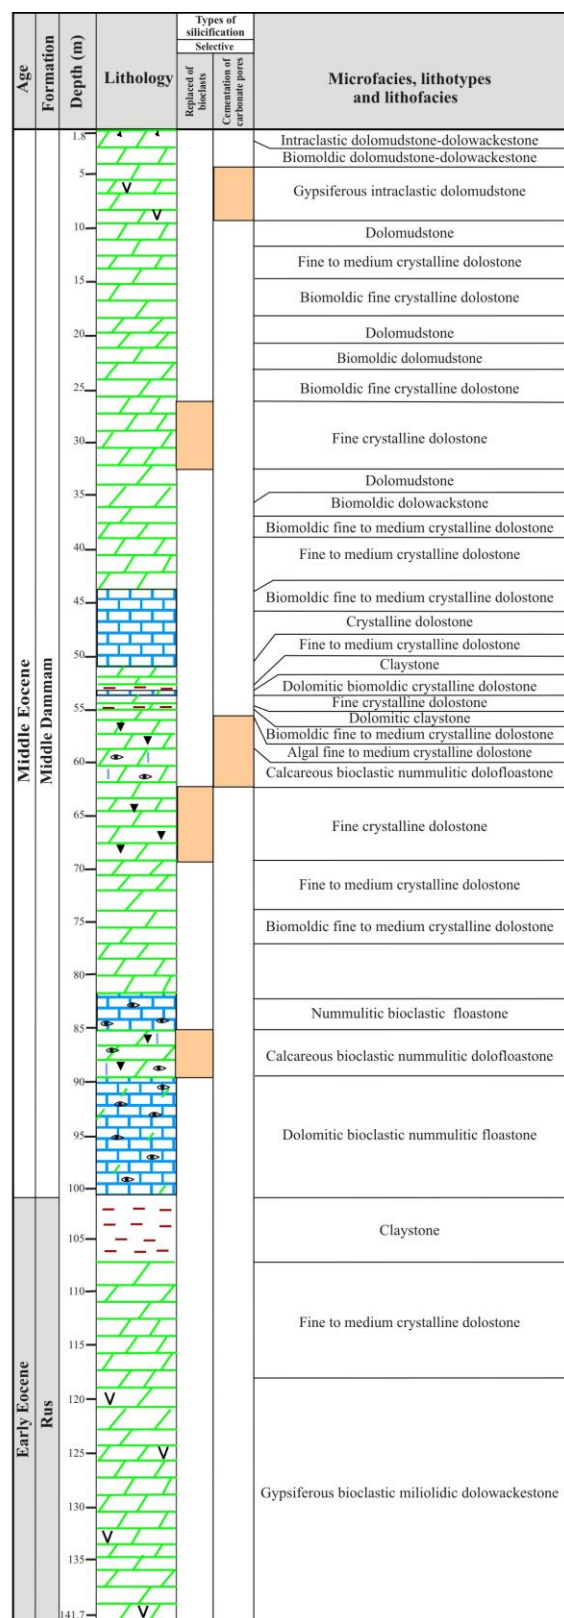 Age
Formation
Depth (m)
Lithology
Types of
silicification
Selective
Replaced of
bioclasts
Cementation of
carbonate pores
Microfacies, lithotypes
and lithofacies
Middle Eocene
Middle Dammam
Early Eocene
Rus
1.8
5
10
15
20
25
30
35
40
45
50
55
60
65
70
75
80
85
90
95
100
105
110
115
120
125
130
135
141.7
Intraclastic dolomudstone-dolowackestone
Biomoldic dolomudstone-dolowackestone
Gypsiferous intraclastic dolomudstone
Dolomudstone
Fine to medium crystalline dolostone
Biomoldic fine crystalline dolostone
Dolomudstone
Biomoldic dolomudstone
Biomoldic fine crystalline dolostone
Fine crystalline dolostone
Dolomudstone
Biomoldic dolowackstone
Biomoldic fine to medium crystalline dolostone
Fine to medium crystalline dolostone
Biomoldic fine to medium crystalline dolostone
Crystalline dolostone
Fine to medium crystalline dolostone
Claystone
Dolomitic biomoldic crystalline dolostone
Fine crystalline dolostone
Dolomitic claystone
Biomoldic fine to medium crystalline dolostone
Algal fine to medium crystalline dolostone
Calcareous bioclastic nummulitic dolofloastone
Fine crystalline dolostone
Fine to medium crystalline dolostone
Biomoldic fine to medium crystalline dolostone
Nummulitic bioclastic floastone
Calcareous bioclastic nummulitic dolofloastone
Dolomitic bioclastic nummulitic floastone
Claystone
Fine to medium crystalline dolostone
Gypsiferous bioclastic miliolidic dolowackestone